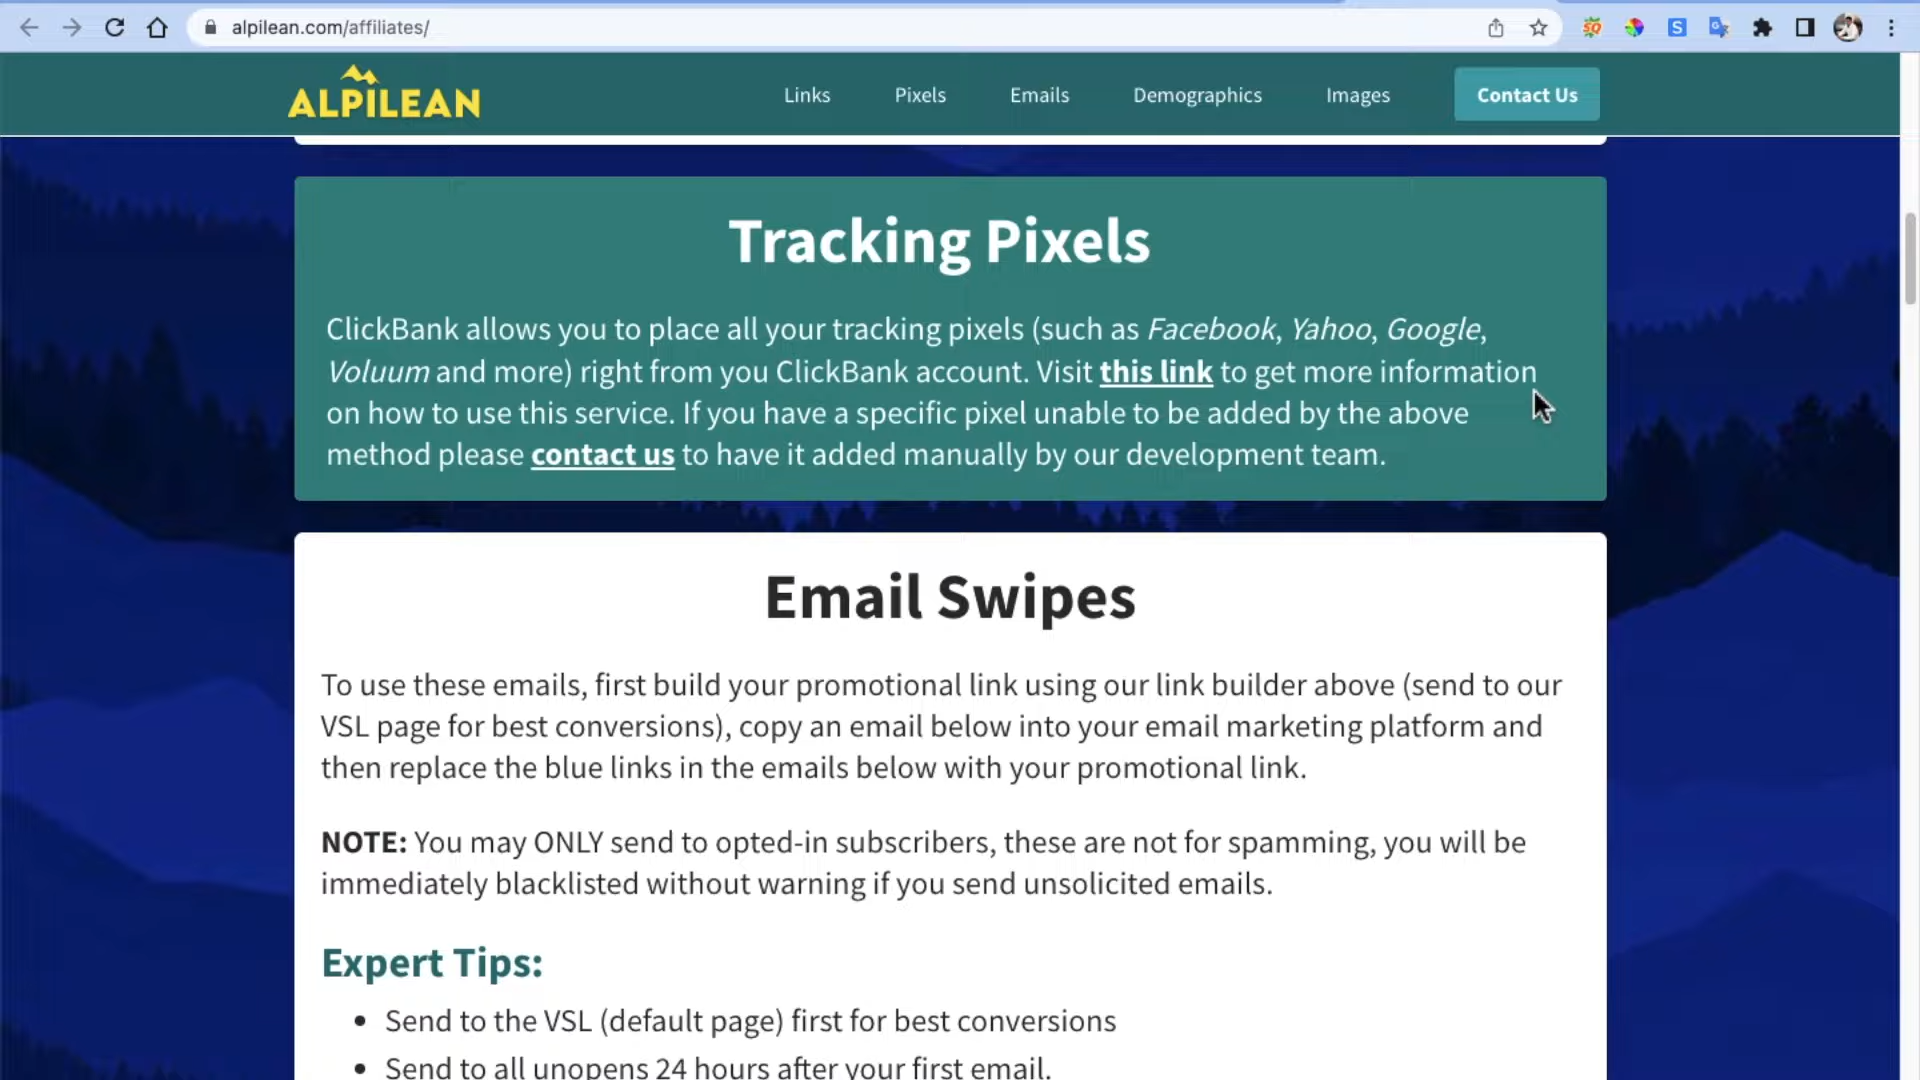 alpilean.com/affiliates/
ALPILEAN
Links
Pixels
Emails
Demographics
Images
Contact Us
Tracking Pixels
ClickBank allows you to place all your tracking pixels (such as Facebook, Yahoo, Google,
Voluum and more) right from you ClickBank account. Visit this link to get more information
on how to use this service. If you have a specific pixel unable to be added by the above
method please contact us to have it added manually by our development team.
Email Swipes
To use these emails, first build your promotional link using our link builder above (send to our
VSL page for best conversions), copy an email below into your email marketing platform and
then replace the blue links in the emails below with your promotional link.
NOTE: You may ONLY send to opted-in subscribers, these are not for spamming, you will be
immediately blacklisted without warning if you send unsolicited emails.
Expert Tips:
• Send to the VSL (default page) first for best conversions
• Send to all unopens 24 hours after your first email.